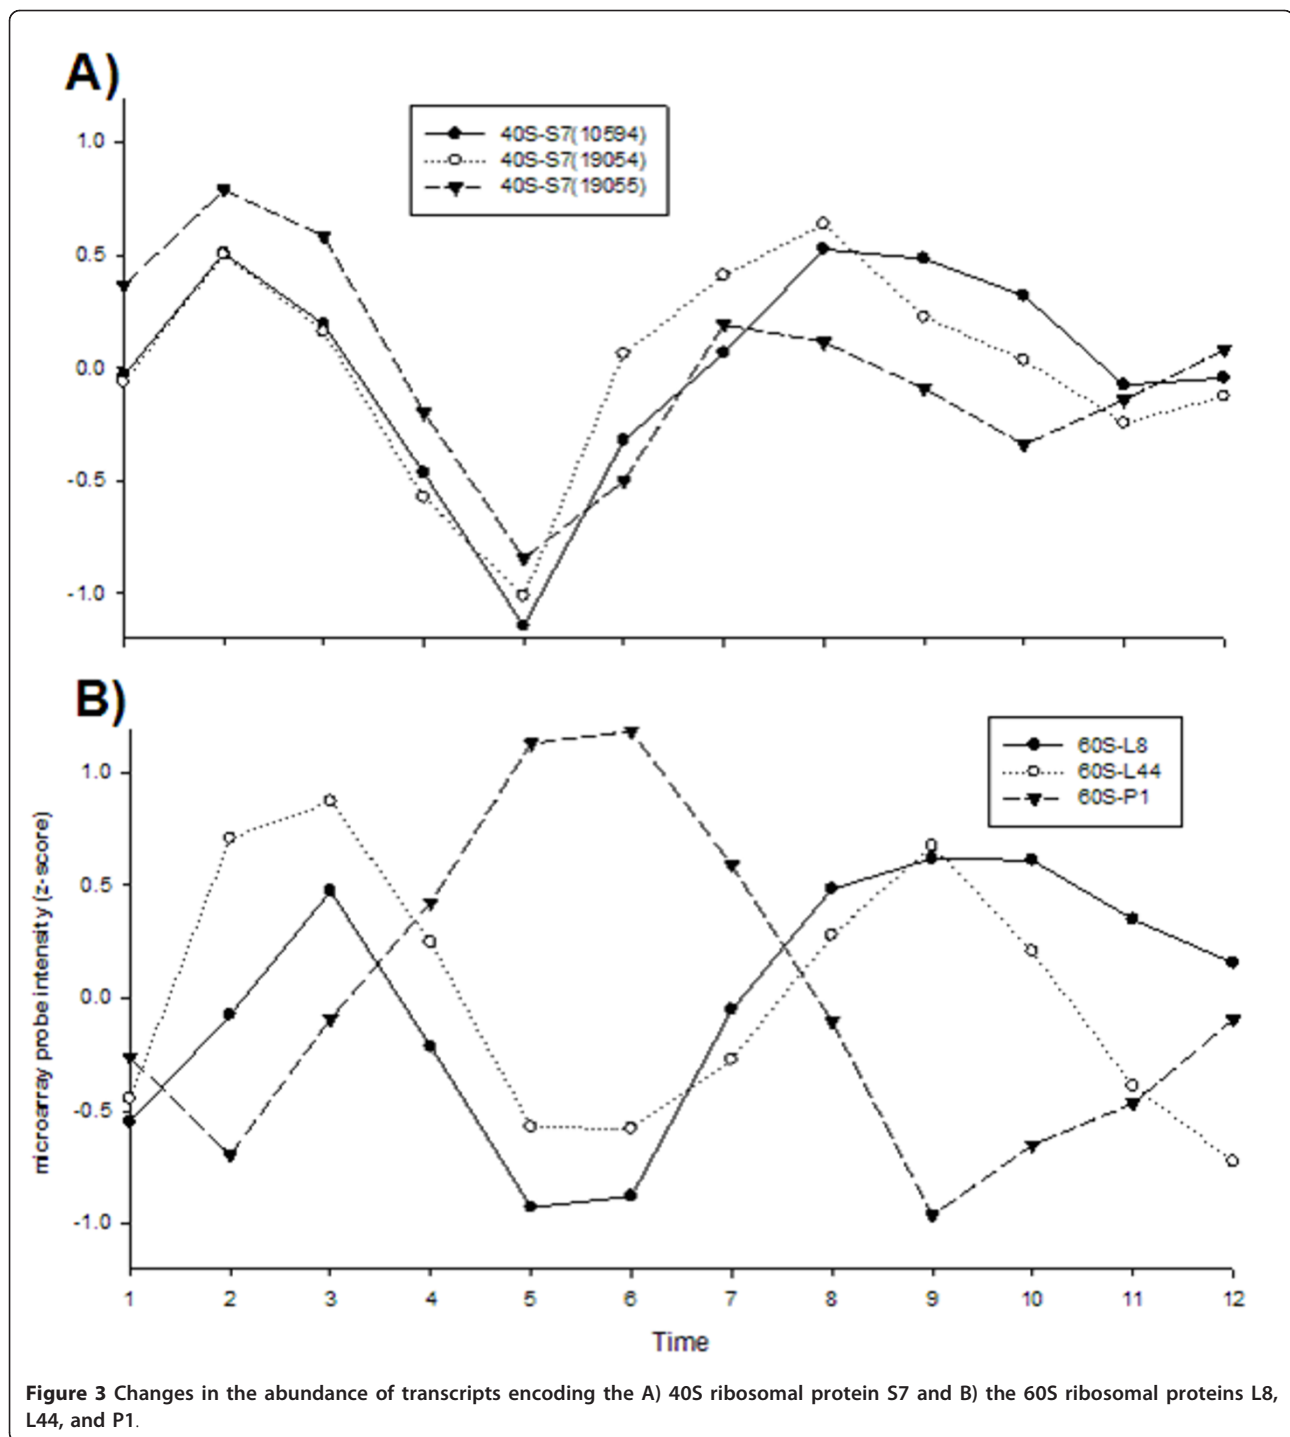 A)
40S-S7(10594)
40S-S7(19054)
40S-S7(19055)
1.0
0.5
0.0
-0.5
-1.0
B)
60S-L8
60S-L44
60S-P1
microarray probe intensity (z-score)
1.0
0.5
0.0
-0.5
-1.0
1 2 3 4 5 6 7 8 9 10 11 12
Time
Figure 3 Changes in the abundance of transcripts encoding the A) 40S ribosomal protein S7 and B) the 60S ribosomal proteins L8,
L44, and P1.